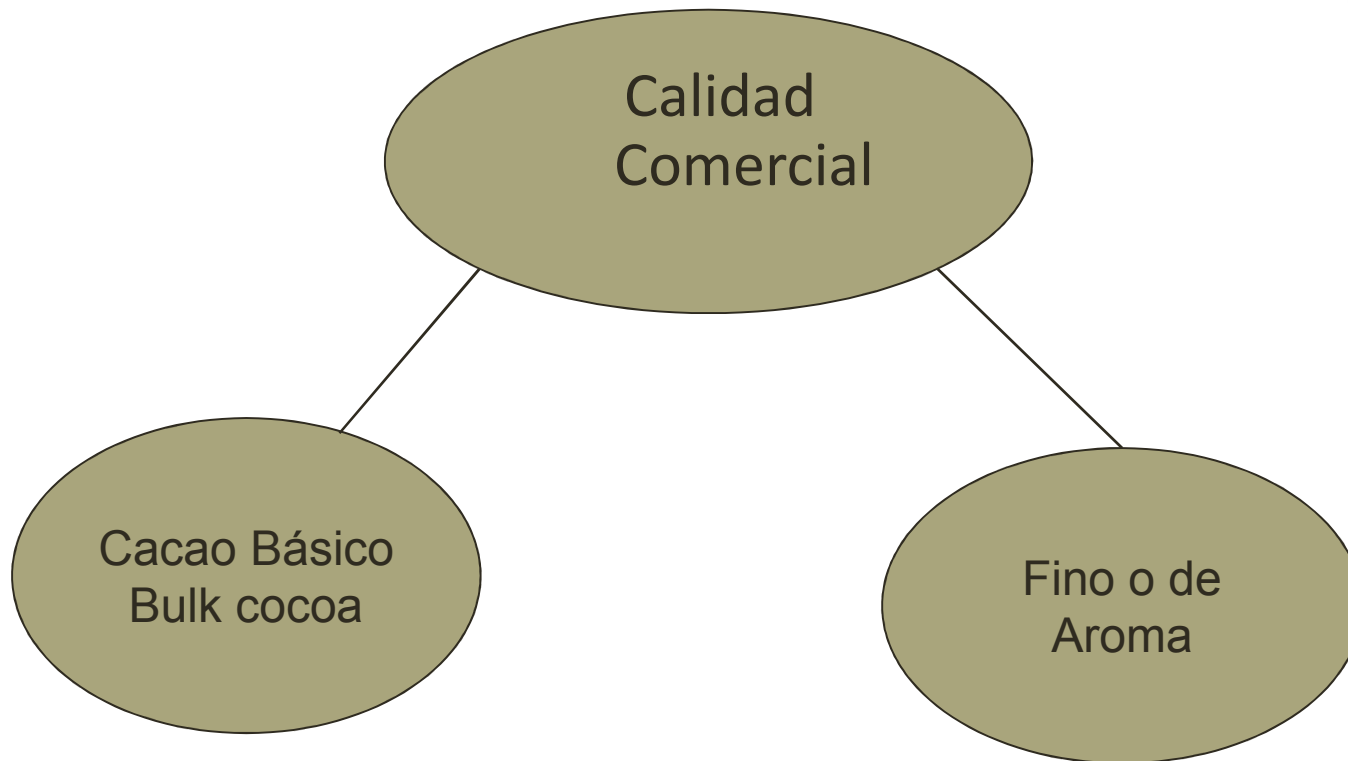 Calidad
Comercial
Cacao Básico
Bulk cocoa
Fino o de
Aroma